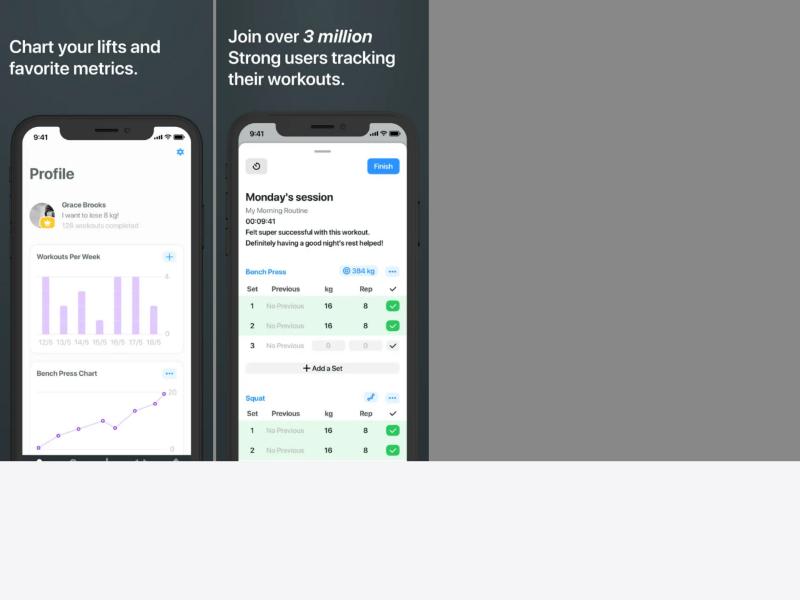 Chart your lifts and
favorite metrics.
9:41
Profile
Grace Brooks
I want to lose 8 kg!
128 workouts completed
Workouts Per Week
4
0
12/5 13/5 14/5 15/5 16/5 17/5 18/5
Bench Press Chart
20
0
Join over 3 million
Strong users tracking
their workouts.
9:41
Finish
Monday's session
My Morning Routine
00:09:41
Felt super successful with this workout.
Definitely having a good night's rest helped!
Bench Press 384 kg
Set Previous kg Rep
1 No Previous 16 8
2 No Previous 16 8
3 No Previous 0 0
+ Add a Set
Squat
Set Previous kg Rep
1 No Previous 16 8
2 No Previous 16 8